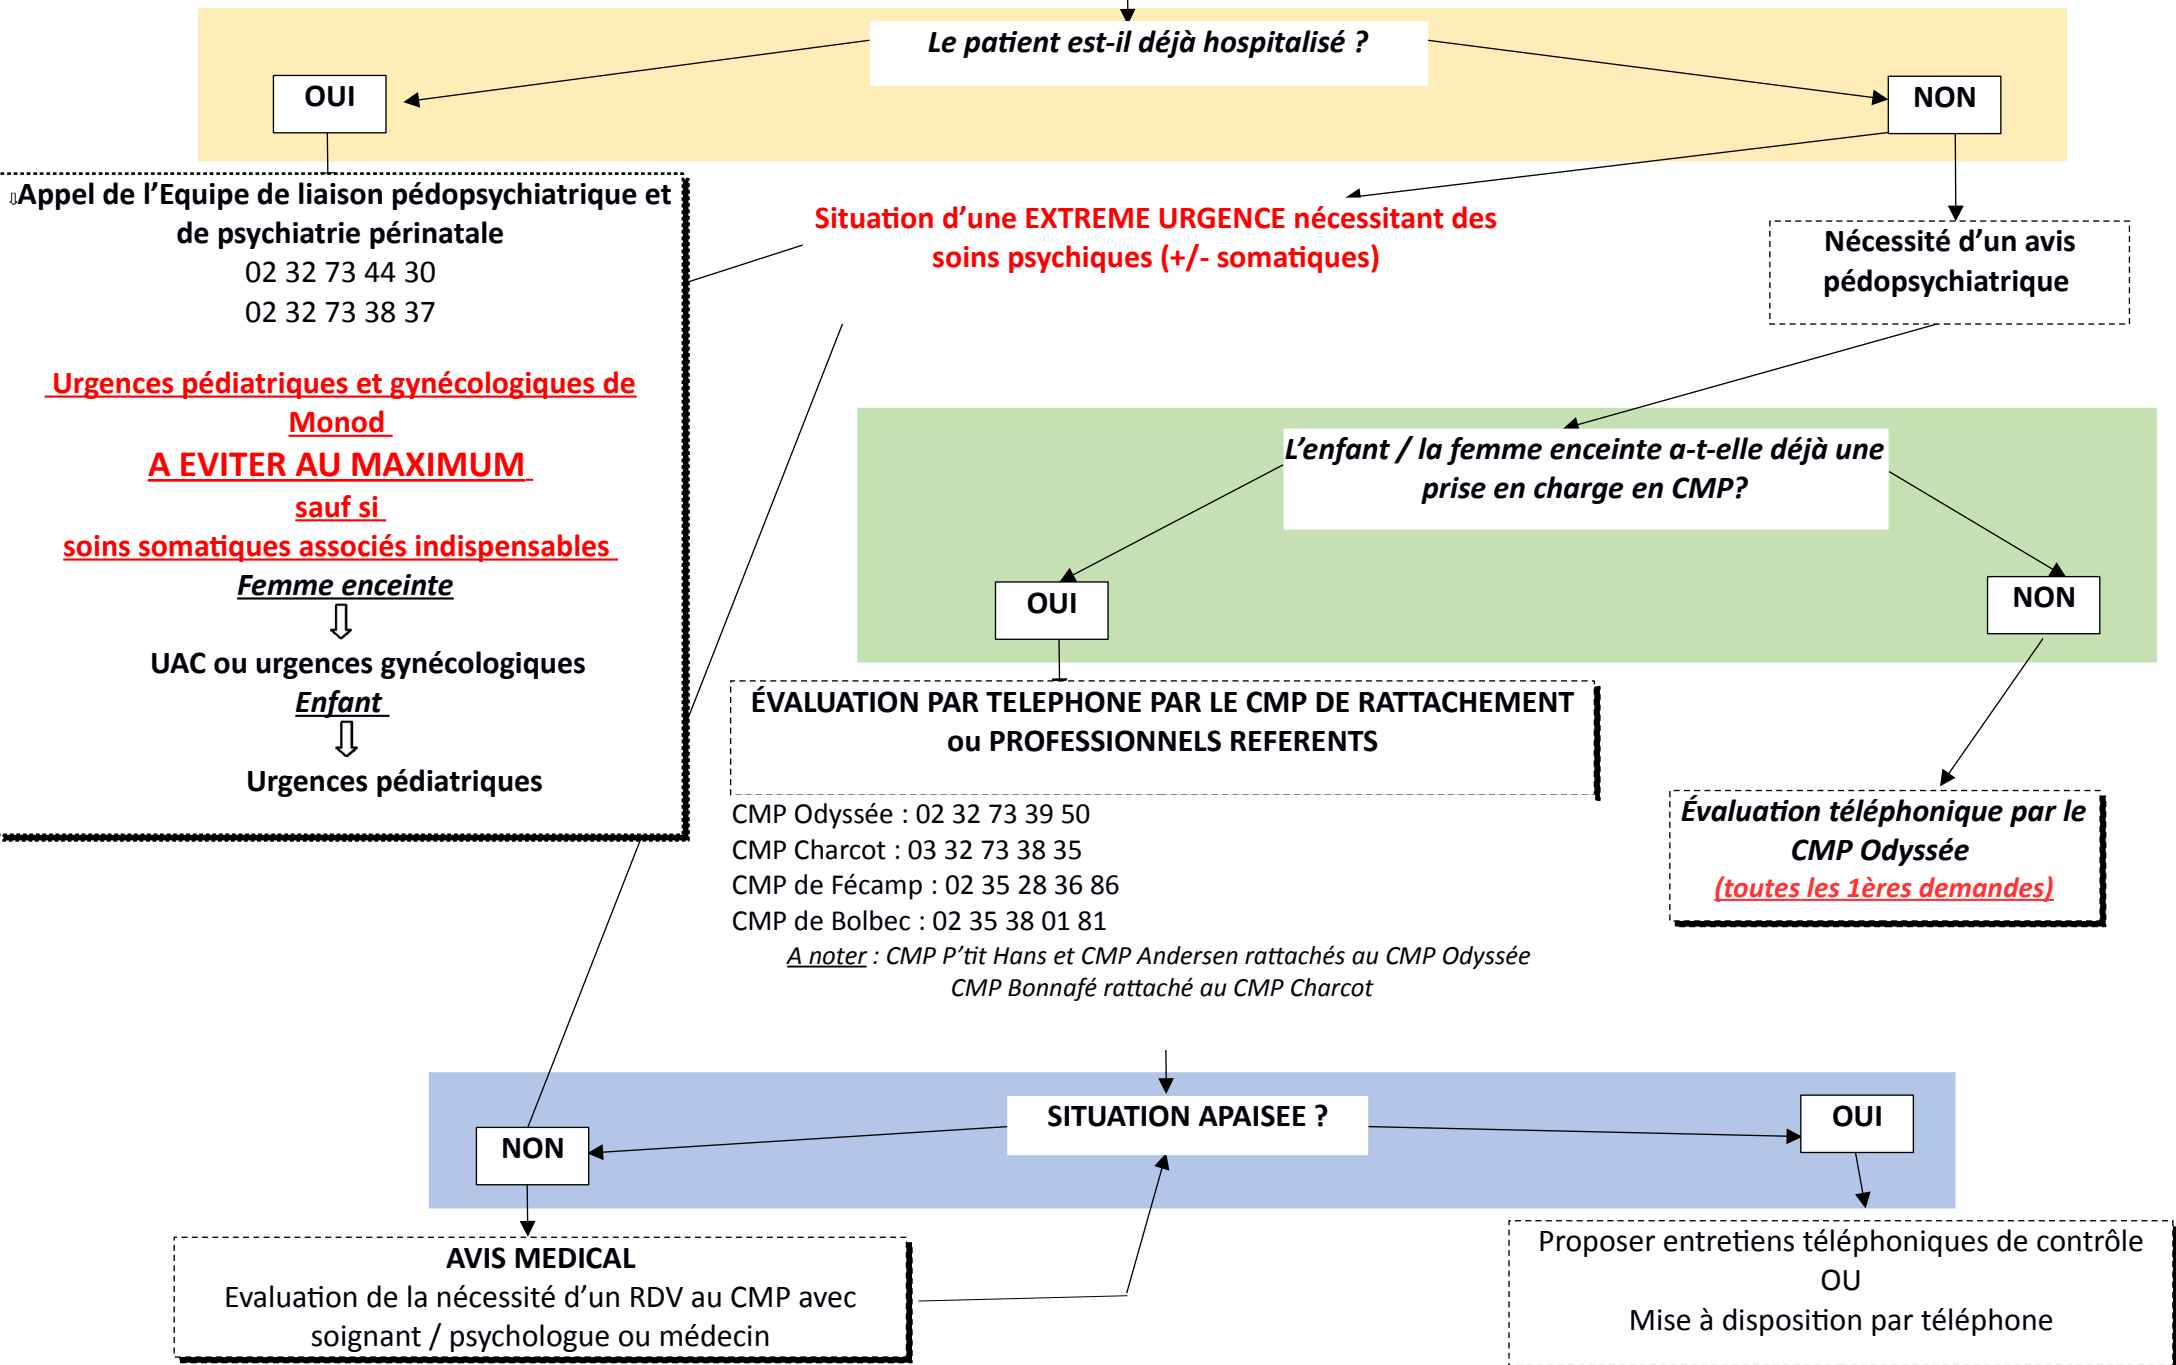 Le patient est-il déjà hospitalisé ?
OUI
NON
⇩Appel de l’Equipe de liaison pédopsychiatrique et
de psychiatrie périnatale
02 32 73 44 30
02 32 73 38 37
Urgences pédiatriques et gynécologiques de
Monod
A EVITER AU MAXIMUM
sauf si
soins somatiques associés indispensables
Femme enceinte
⇩
UAC ou urgences gynécologiques
Enfant
⇩
Urgences pédiatriques
Situation d’une EXTREME URGENCE nécessitant des
soins psychiques (+/- somatiques)
Nécessité d’un avis
pédopsychiatrique
L’enfant / la femme enceinte a-t-elle déjà une
prise en charge en CMP?
OUI
NON
ÉVALUATION PAR TELEPHONE PAR LE CMP DE RATTACHEMENT
ou PROFESSIONNELS REFERENTS
CMP Odyssée : 02 32 73 39 50
CMP Charcot : 03 32 73 38 35
CMP de Fécamp : 02 35 28 36 86
CMP de Bolbec : 02 35 38 01 81
A noter : CMP P’tit Hans et CMP Andersen rattachés au CMP Odyssée
CMP Bonnafé rattaché au CMP Charcot
Évaluation téléphonique par le
CMP Odyssée
(toutes les 1ères demandes)
SITUATION APAISEE ?
NON
OUI
AVIS MEDICAL
Evaluation de la nécessité d’un RDV au CMP avec
soignant / psychologue ou médecin
Proposer entretiens téléphoniques de contrôle
OU
Mise à disposition par téléphone